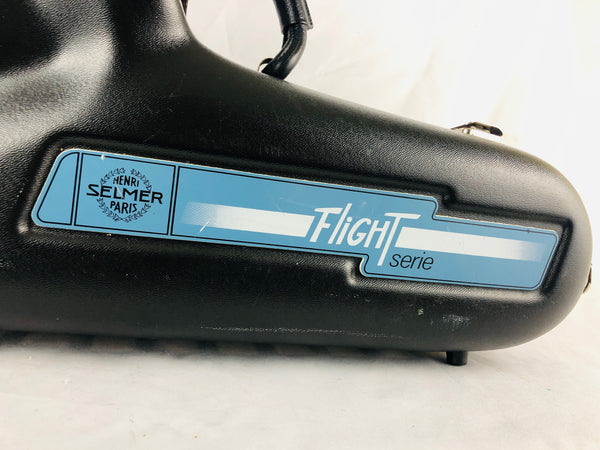 HENRI
SELMER
PARIS
FLiGHT
serie